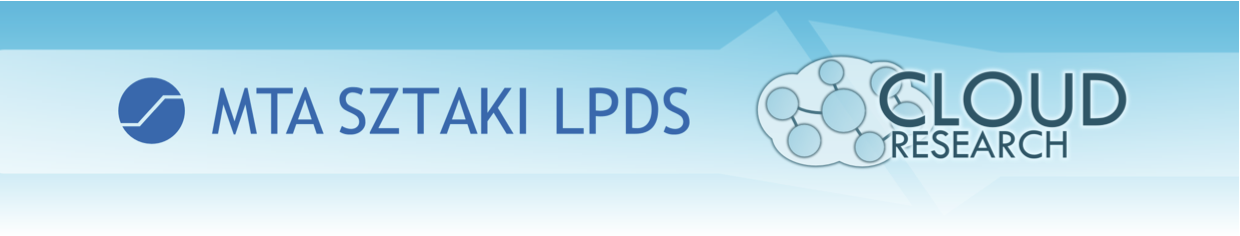 MTA SZTAKI LPDS
CLOUD
RESEARCH